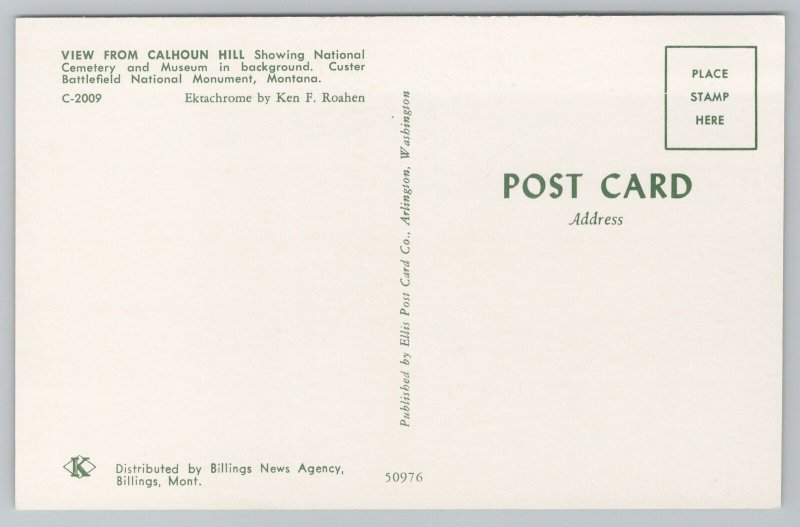 VIEW FROM CALHOUN HILL Showing National
Cemetery and Museum in background. Custer
Battlefield National Monument, Montana.
C-2009 Ektachrome by Ken F. Roahen
Published by Ellis Post Card Co., Arlington, Washington
PLACE
STAMP
HERE
POST CARD
Address
K
Distributed by Billings News Agency,
Billings, Mont.
50976